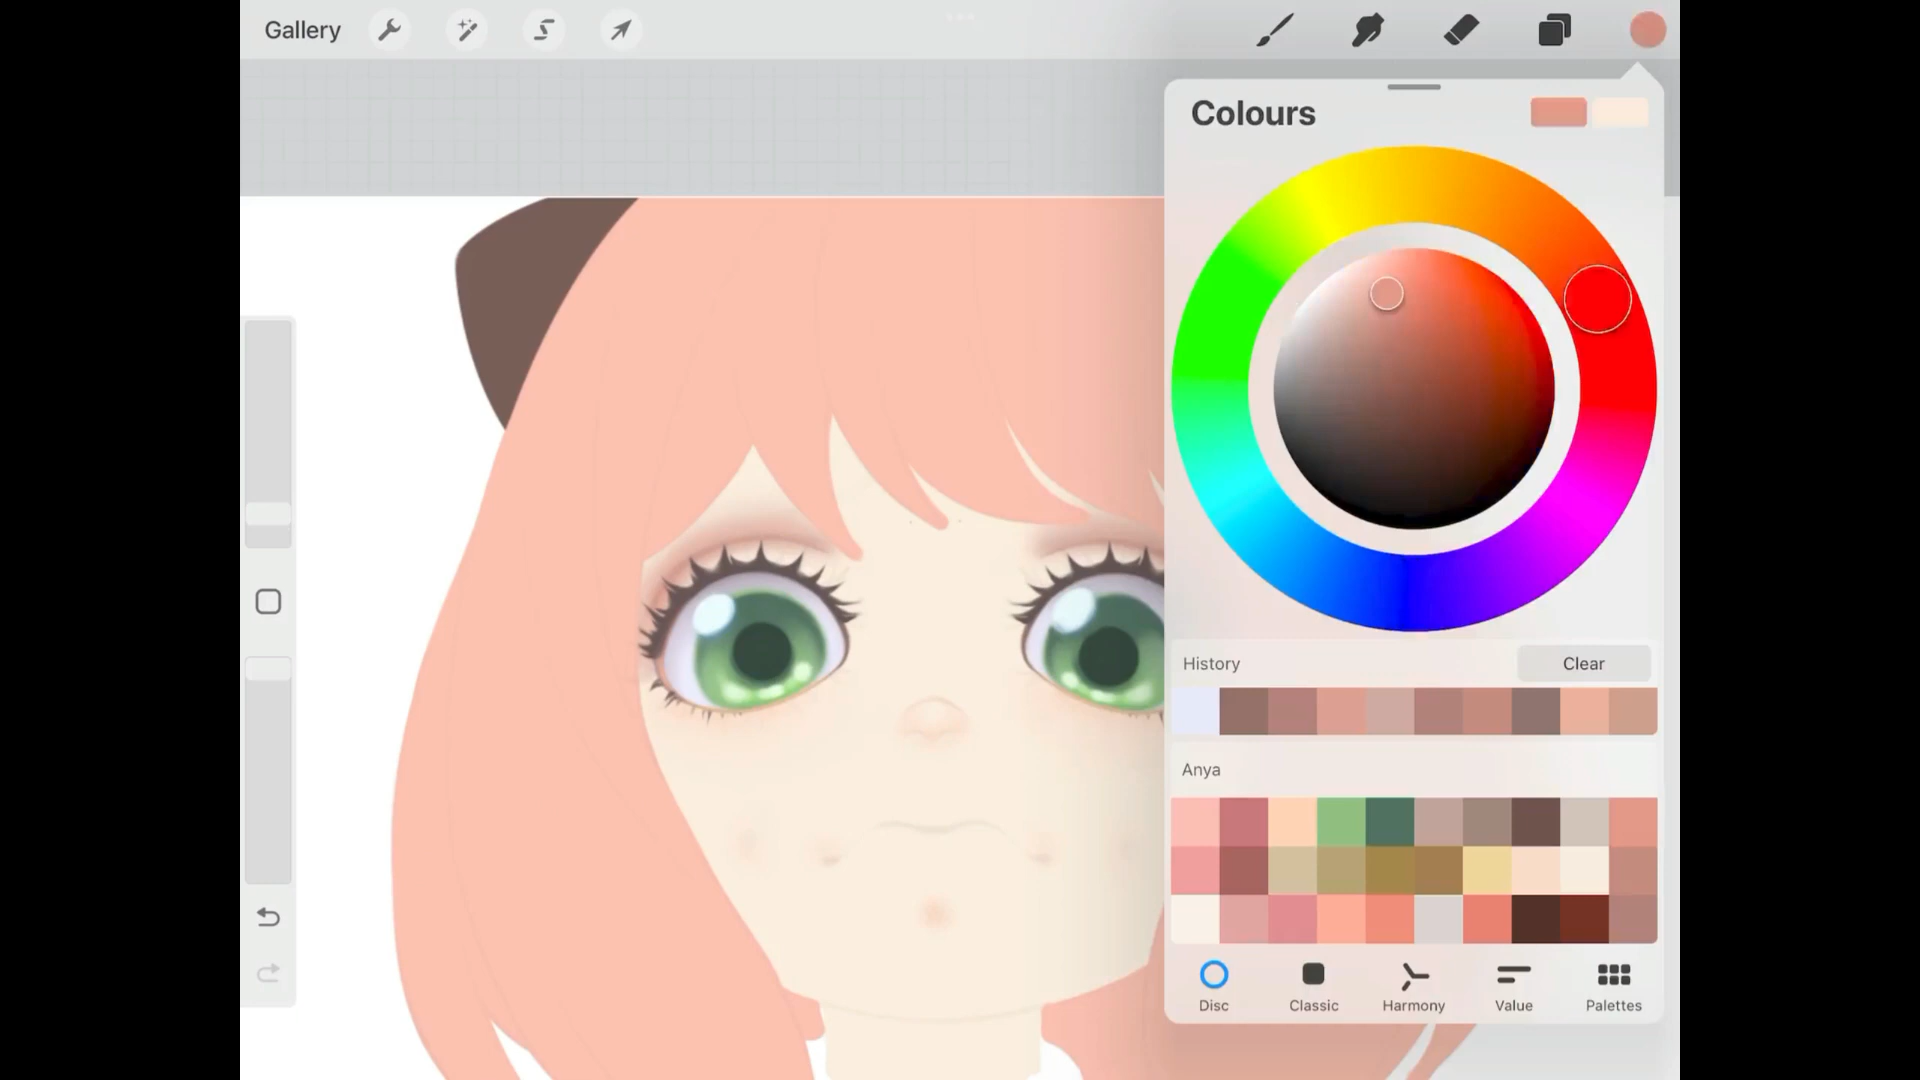 Gallery
Colours
History
Clear
Anya
Disc
Classic
Harmony
Value
Palettes